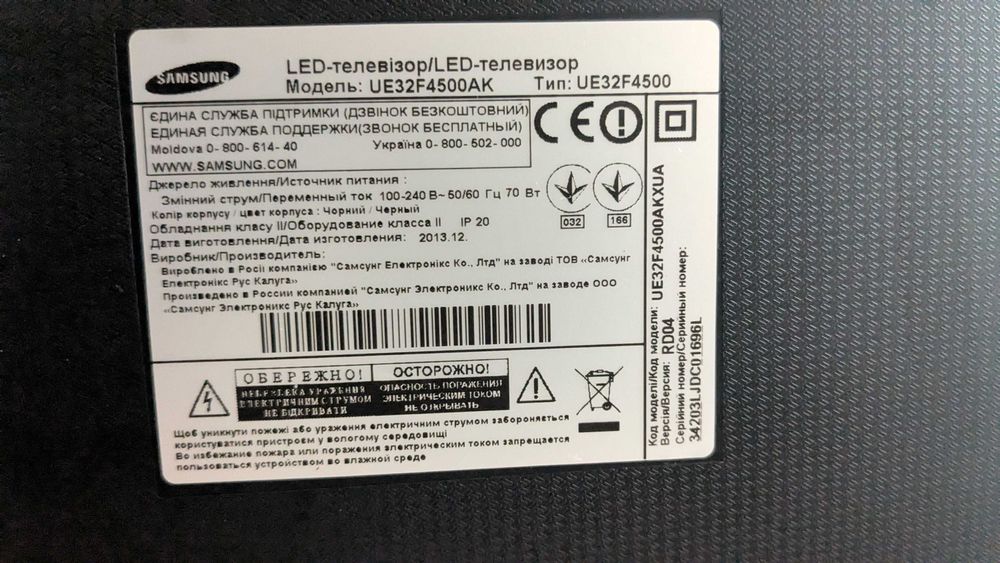 SAMSUNG
LED-телевізор/LED-телевизор
Модель: UE32F4500AK Тип: UE32F4500
ЄДИНА СЛУЖБА ПІДТРИМКИ (ДЗВІНОК БЕЗКОШТОВНИЙ)
ЕДИНАЯ СЛУЖБА ПОДДЕРЖКИ(ЗВОНОК БЕСПЛАТНЫЙ)
Moldova 0-800-614-40 Україна 0-800-502-000
WWW.SAMSUNG.COM
CE
Джерело живлення/Источник питания :
Змінний струм/Переменный ток 100-240 В~ 50/60 Гц 70 Вт
Колір корпусу / цвет корпуса : Чорний / Черный
Обладнання класу II/Оборудование класса II IP 20
Дата виготовлення/Дата изготовления: 2013.12.
032 166
Виробник/Производитель:
Вироблено в Росії компанією "Самсунг Електронікс Ко., Лтд" на заводі ТОВ «Самсунг
Електронікс Рус Калуга»
Произведено в России компанией "Самсунг Электроникс Ко., Лтд" на заводе ООО
«Самсунг Электроникс Рус Калуга»
ОБЕРЕЖНО! ОСТОРОЖНО!
НЕБЕЗПЕКА УРАЖЕННЯ ОПАСНОСТЬ ПОРАЖЕНИЯ
ЕЛЕКТРИЧНИМ СТРУМОМ ЭЛЕКТРИЧЕСКИМ ТОКОМ
НЕ ВІДКРИВАТИ НЕ ОТКРЫВАТЬ
Щоб уникнути пожежі або ураження електричним струмом забороняється
користуватися пристроєм у вологому середовищі
Во избежание пожара или поражения электрическим током запрещается
пользоваться устройством во влажной среде
Код моделі/Код модели: UE32F4500AKXUA
Версія/Версия: RD04
Серійний номер/Серийный номер:
34203LJDC01696L